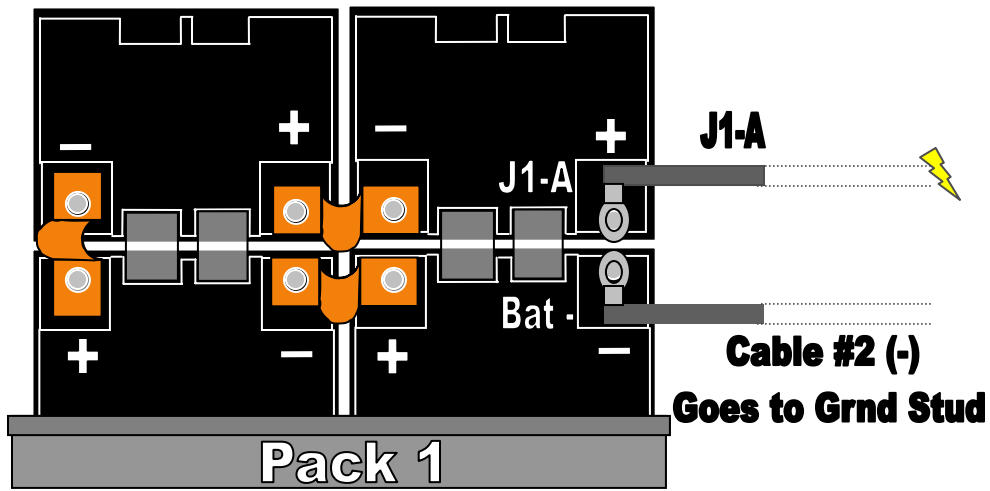 − + − +
J1-A
J1-A
Bat -
+ − + −
Cable #2 (-)
Goes to Grnd Stud
Pack 1